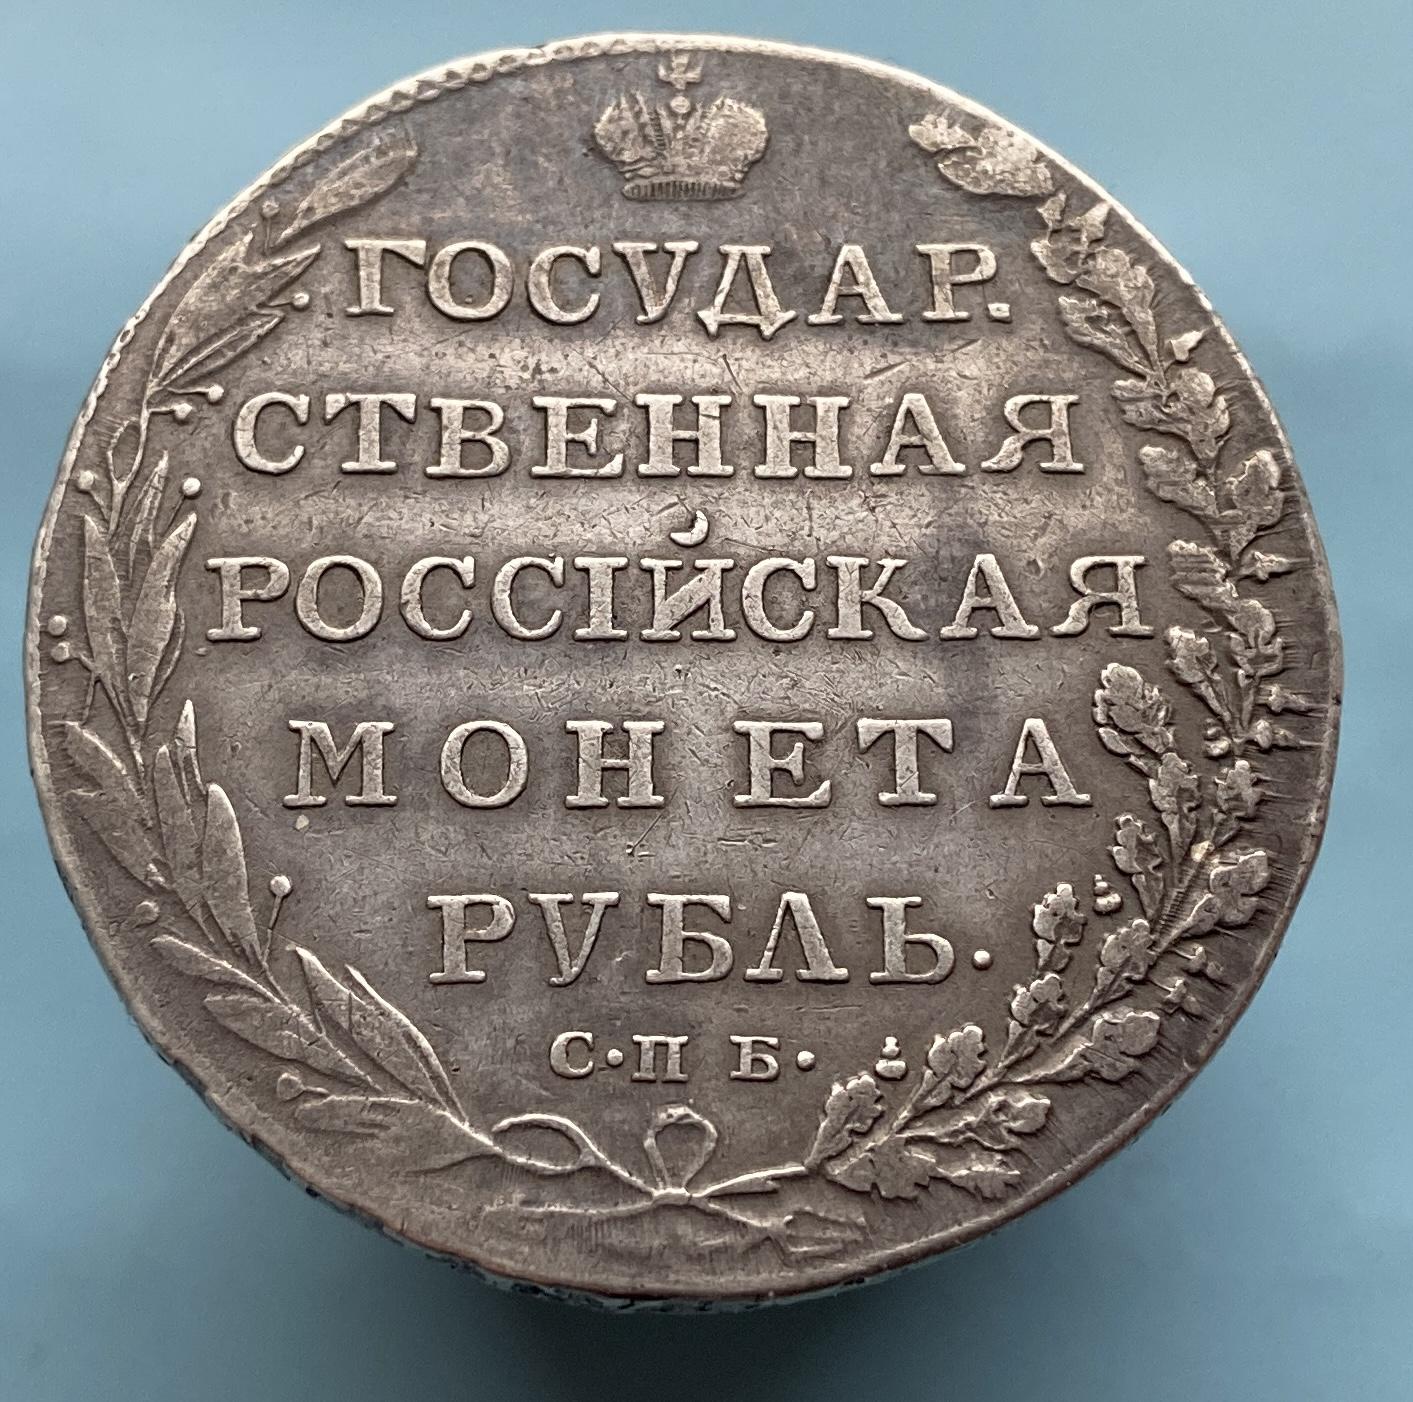 ГОСУДАР.
СТВЕННАЯ
РОССІЙСКАЯ
МОНЕТА
РУБЛЬ.
С·П Б·